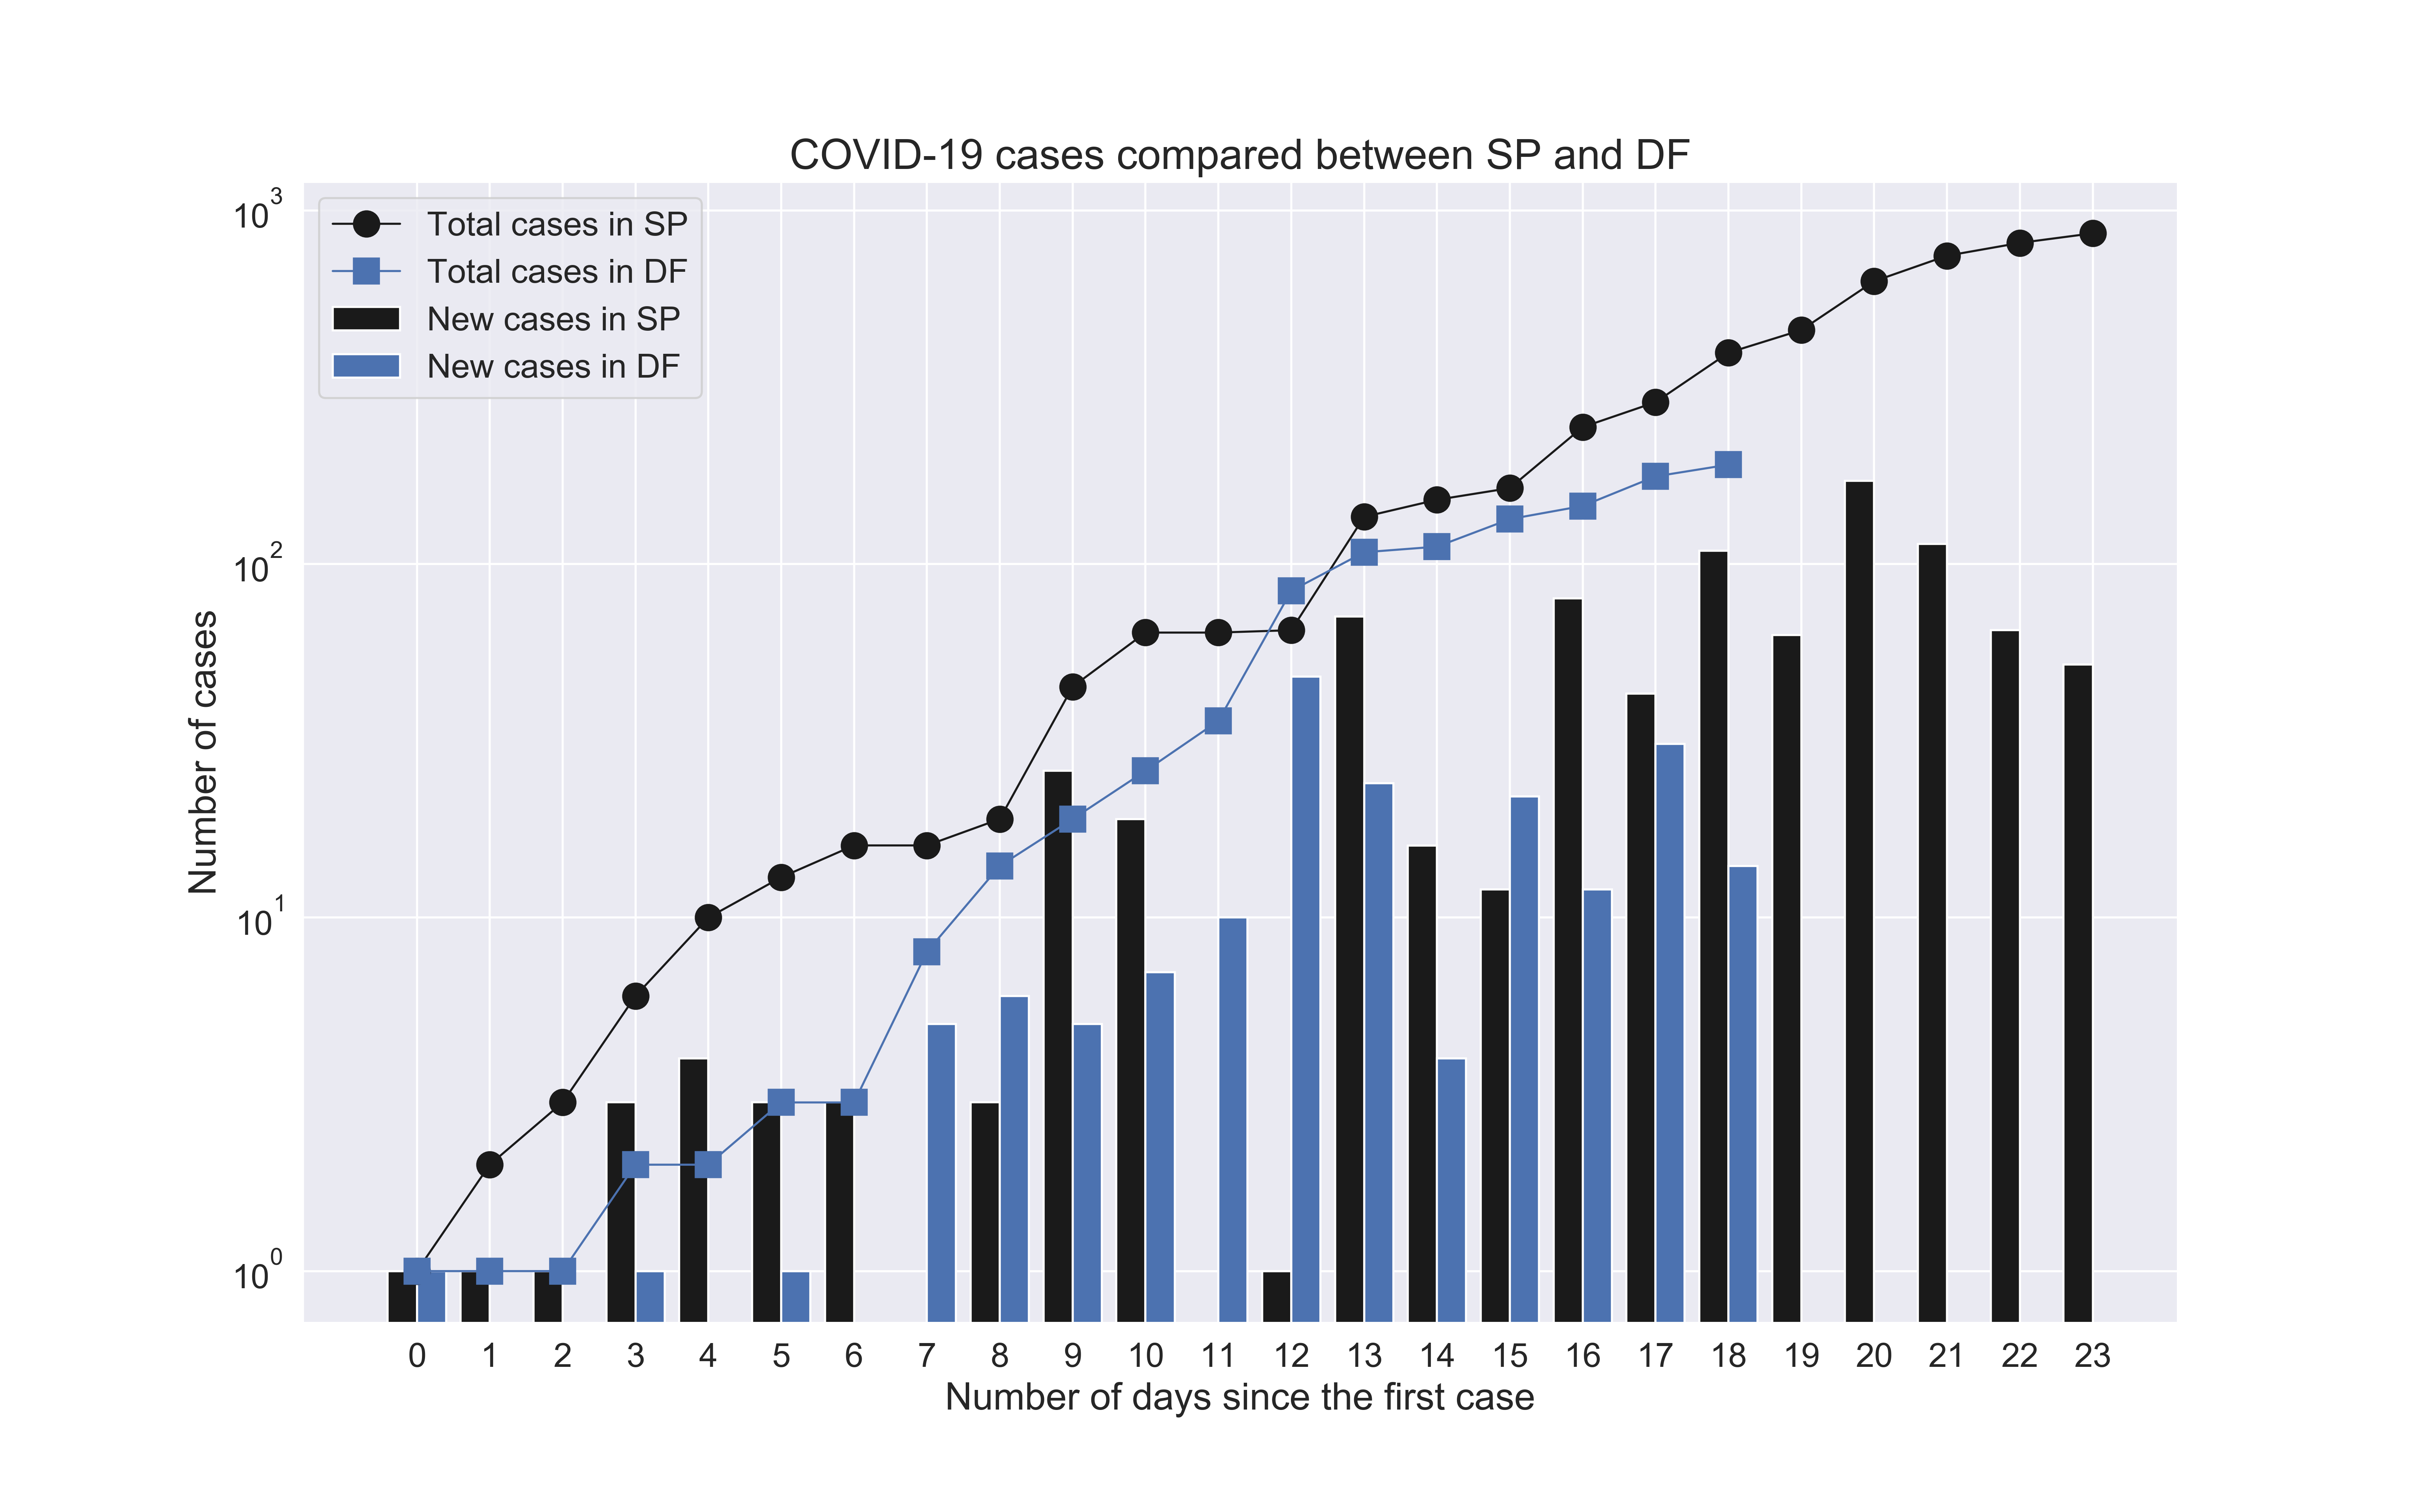 COVID-19 cases compared between SP and DF
Total cases in SP
Total cases in DF
New cases in SP
New cases in DF
10^3
10^2
10^1
10^0
Number of cases
0 1 2 3 4 5 6 7 8 9 10 11 12 13 14 15 16 17 18 19 20 21 22 23
Number of days since the first case